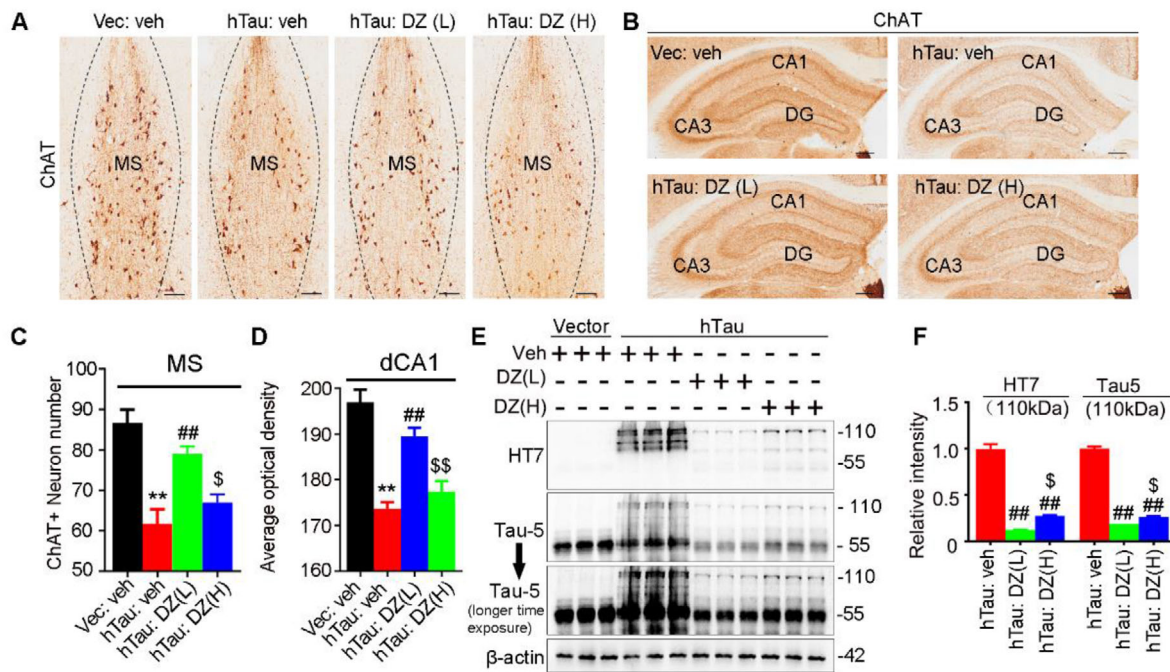 A
Vec: veh
hTau: veh
hTau: DZ (L)
hTau: DZ (H)
ChAT
MS
MS
MS
MS
B
ChAT
Vec: veh
CA1
CA3
DG
hTau: veh
CA1
CA3
DG
hTau: DZ (L)
CA1
CA3
DG
hTau: DZ (H)
CA1
CA3
DG
C
MS
ChAT+ Neuron number
100
90
80
70
60
50
**
##
$
Vec: veh
hTau: veh
hTau: DZ(L)
hTau: DZ(H)
D
dCA1
Average optical density
200
190
180
170
160
**
##
$$
Vec: veh
hTau: veh
hTau: DZ(L)
hTau: DZ(H)
E
Vector
hTau
Veh + + + + + + - - - - - -
DZ(L) - - - - - - + + + - - -
DZ(H) - - - - - - - - - + + +
HT7
-110
-55
Tau-5
-110
-55
Tau-5
(longer time
exposure)
-110
-55
β-actin
-42
F
HT7
(110kDa)
Tau5
(110kDa)
Relative intensity
1.5
1.0
0.5
0
##
$
##
##
$
##
hTau: veh
hTau: DZ(L)
hTau: DZ(H)
hTau: veh
hTau: DZ(L)
hTau: DZ(H)